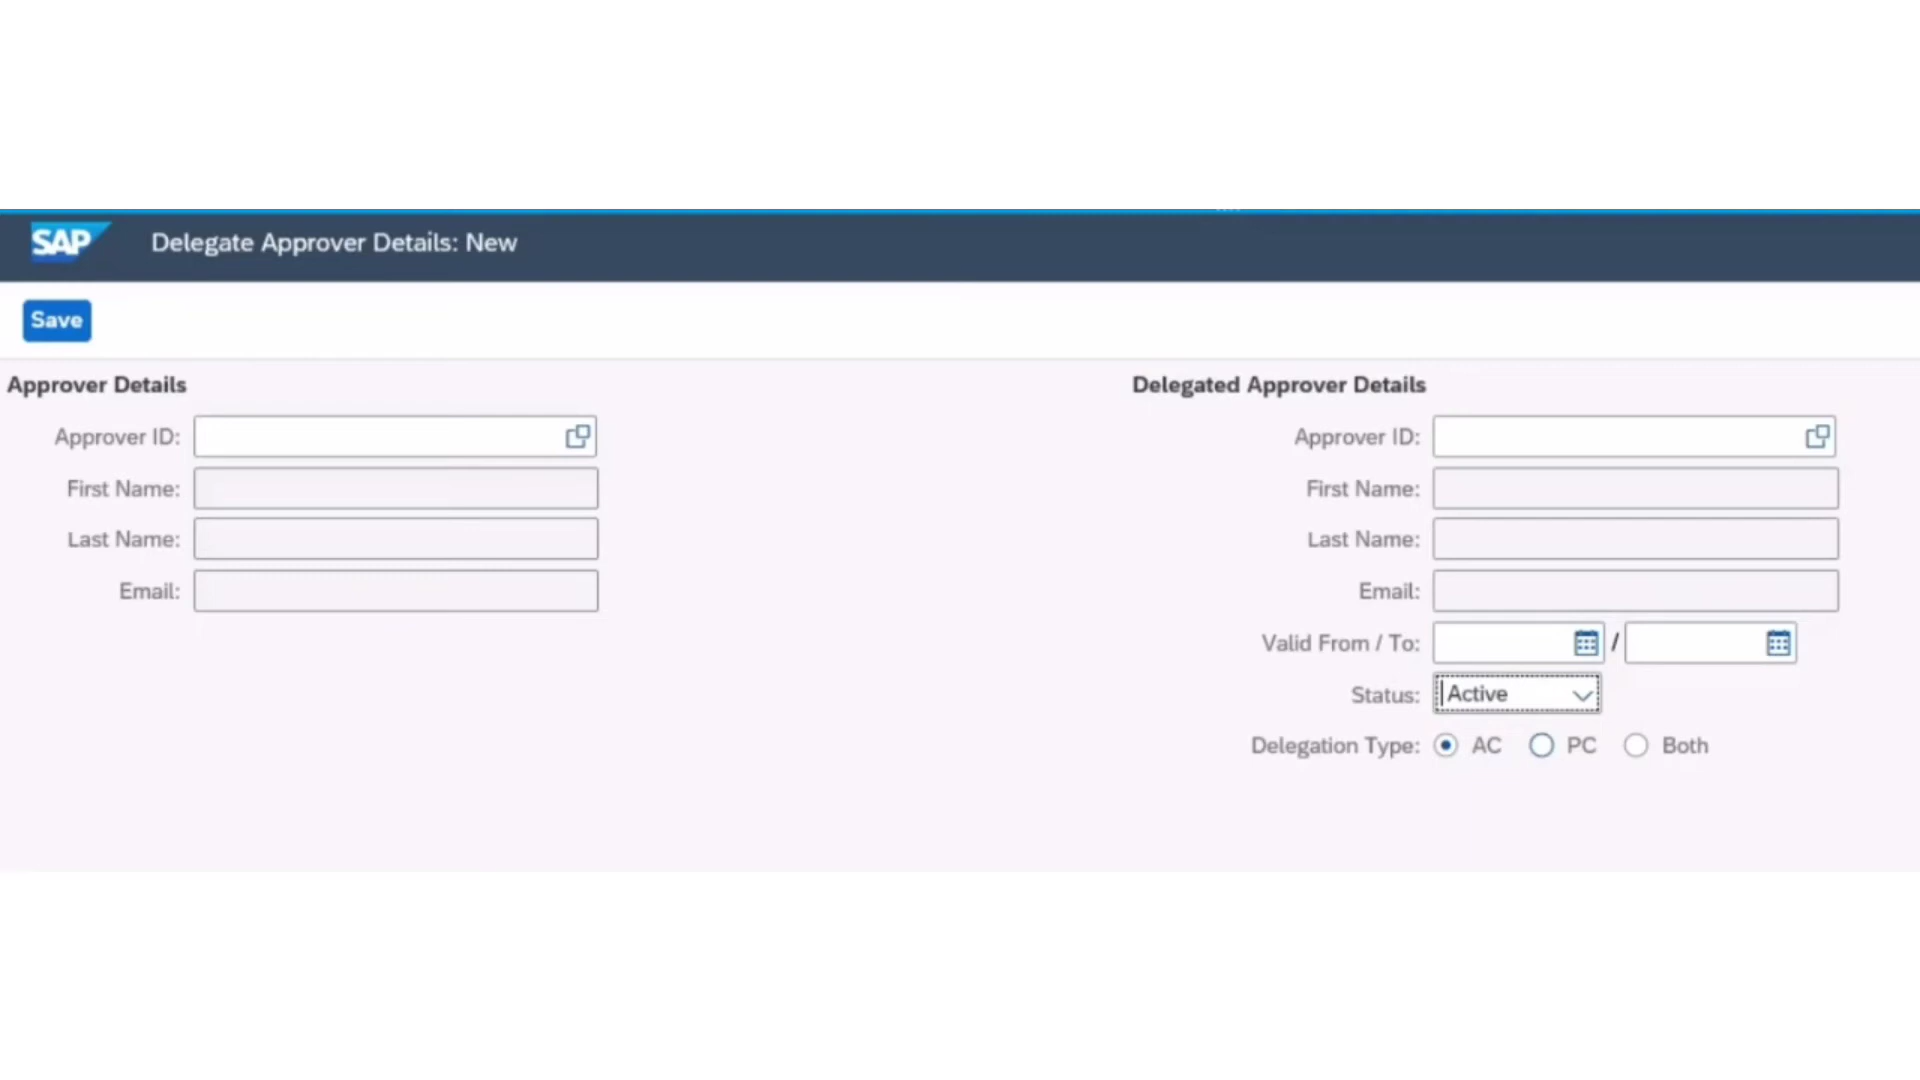 SAP Delegate Approver Details: New
Save
Approver Details
Approver ID:
First Name:
Last Name:
Email:
Delegated Approver Details
Approver ID:
First Name:
Last Name:
Email:
Valid From / To: /
Status: Active
Delegation Type: AC PC Both